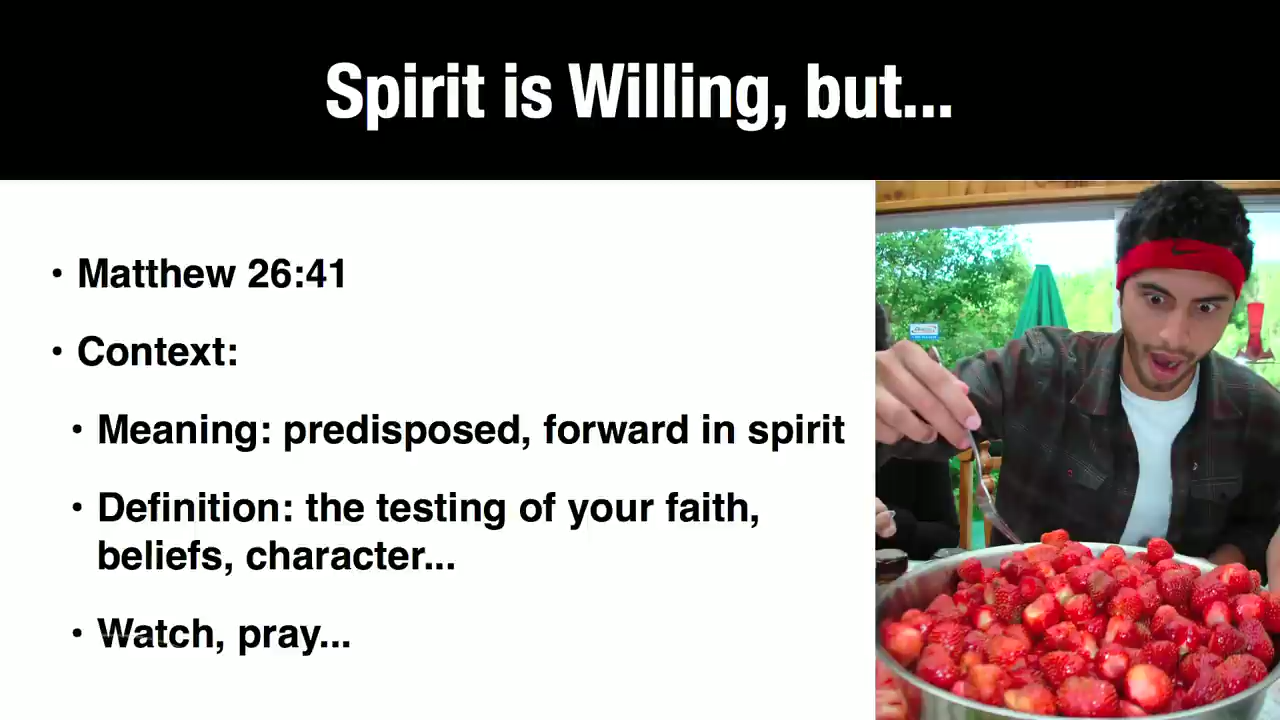 Spirit is Willing, but...
• Matthew 26:41
• Context:
• Meaning: predisposed, forward in spirit
• Definition: the testing of your faith,
beliefs, character...
• Watch, pray...